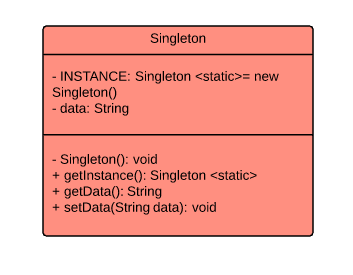 Singleton
- INSTANCE: Singleton <static>= new
Singleton()
- data: String
- Singleton(): void
+ getInstance(): Singleton <static>
+ getData(): String
+ setData(String data): void